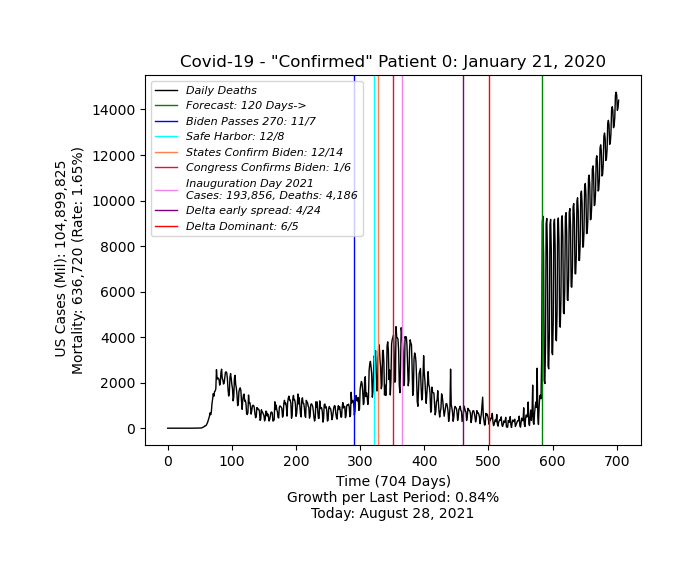 Covid-19 - "Confirmed" Patient 0: January 21, 2020
Daily Deaths
Forecast: 120 Days->
Biden Passes 270: 11/7
Safe Harbor: 12/8
States Confirm Biden: 12/14
Congress Confirms Biden: 1/6
Inauguration Day 2021
Cases: 193,856, Deaths: 4,186
Delta early spread: 4/24
Delta Dominant: 6/5
US Cases (Mil): 104,899,825
Mortality: 636,720 (Rate: 1.65%)
14000
12000
10000
8000
6000
4000
2000
0
0 100 200 300 400 500 600 700
Time (704 Days)
Growth per Last Period: 0.84%
Today: August 28, 2021